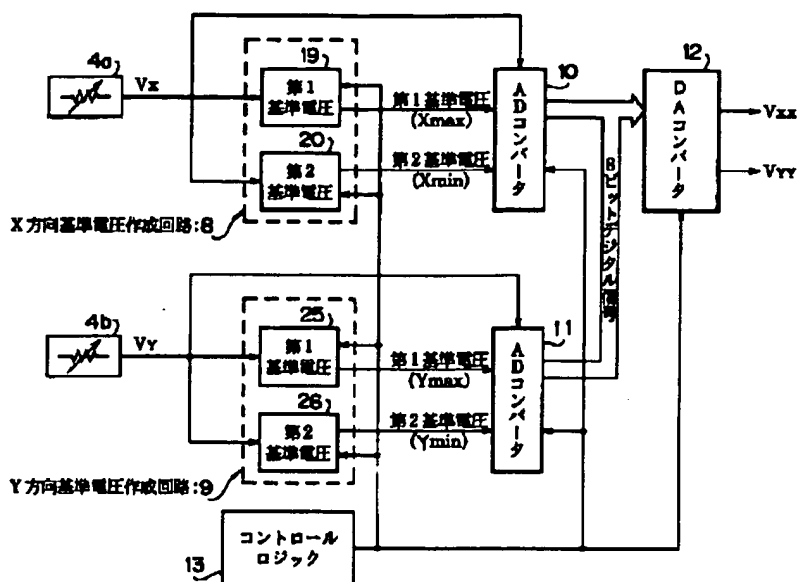 4a
Vx
19
第1
基準電圧
20
第2
基準電圧
X方向基準電圧作成回路:8
第1基準電圧
(Xmax)
第2基準電圧
(Xmin)
10
ADコンバータ
8ビットデジタル信号
12
DAコンバータ
Vxx
VYY
4b
VY
25
第1
基準電圧
26
第2
基準電圧
Y方向基準電圧作成回路:9
第1基準電圧
(Ymax)
第2基準電圧
(Ymin)
11
ADコンバータ
13
コントロール
ロジック